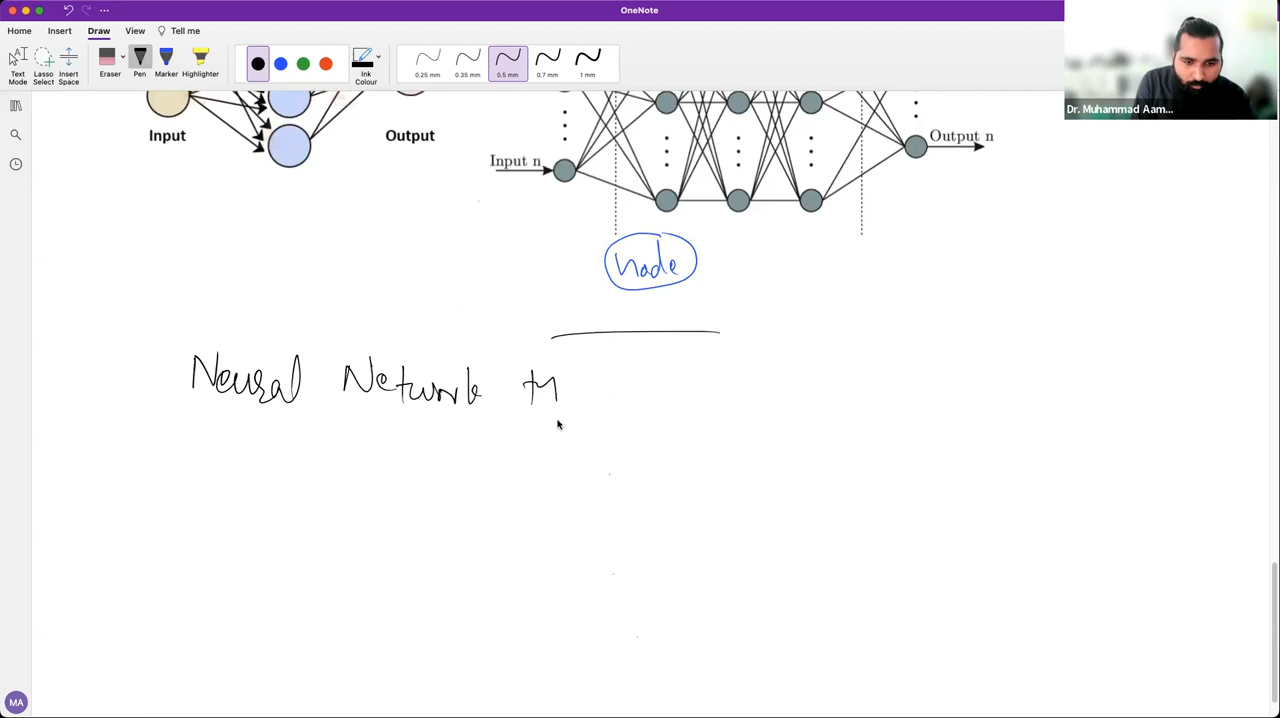 OneNote
Home Insert Draw View Tell me
Text Mode
Lasso Select
Insert Space
Eraser
Pen
Marker
Highlighter
Ink Colour
0.25 mm
0.35 mm
0.5 mm
0.7 mm
1 mm
Dr. Muhammad Aam...
Input
Output
Input n
Output n
node
Neural Network
MA